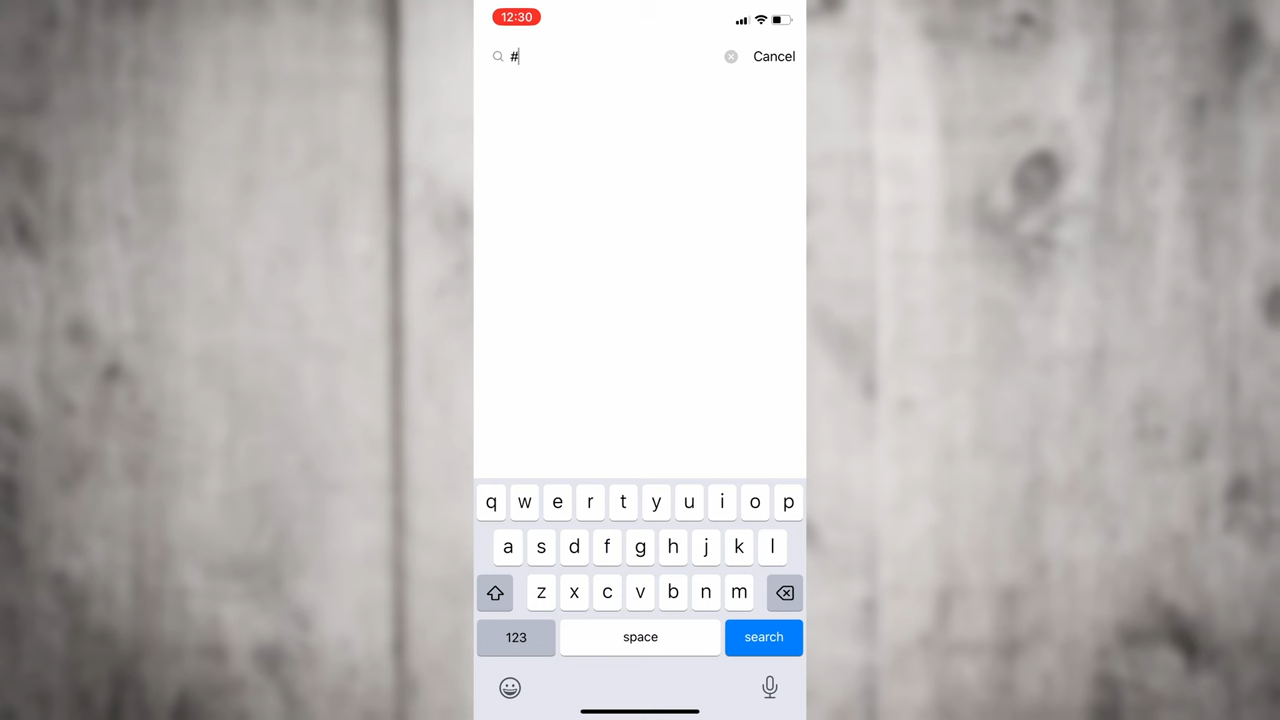 12:30
#
Cancel
q w e r t y u i o p
a s d f g h j k l
z x c v b n m
123 space search